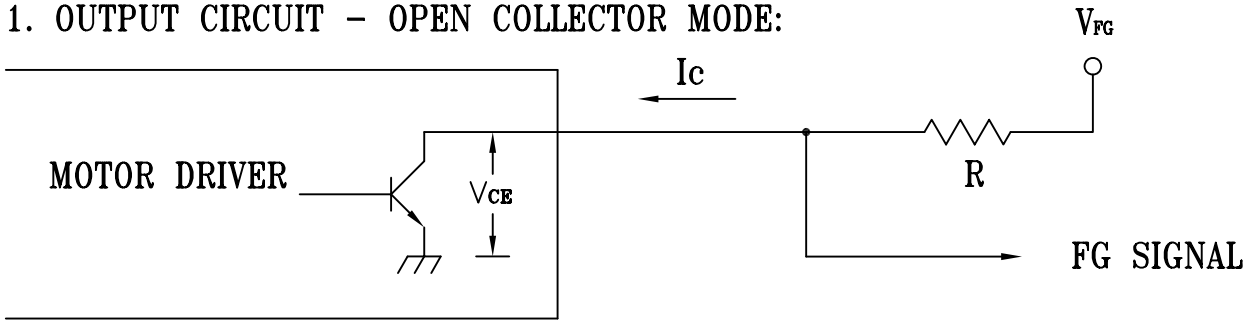 1. OUTPUT CIRCUIT - OPEN COLLECTOR MODE:
VFG
Ic
MOTOR DRIVER
VCE
R
FG SIGNAL